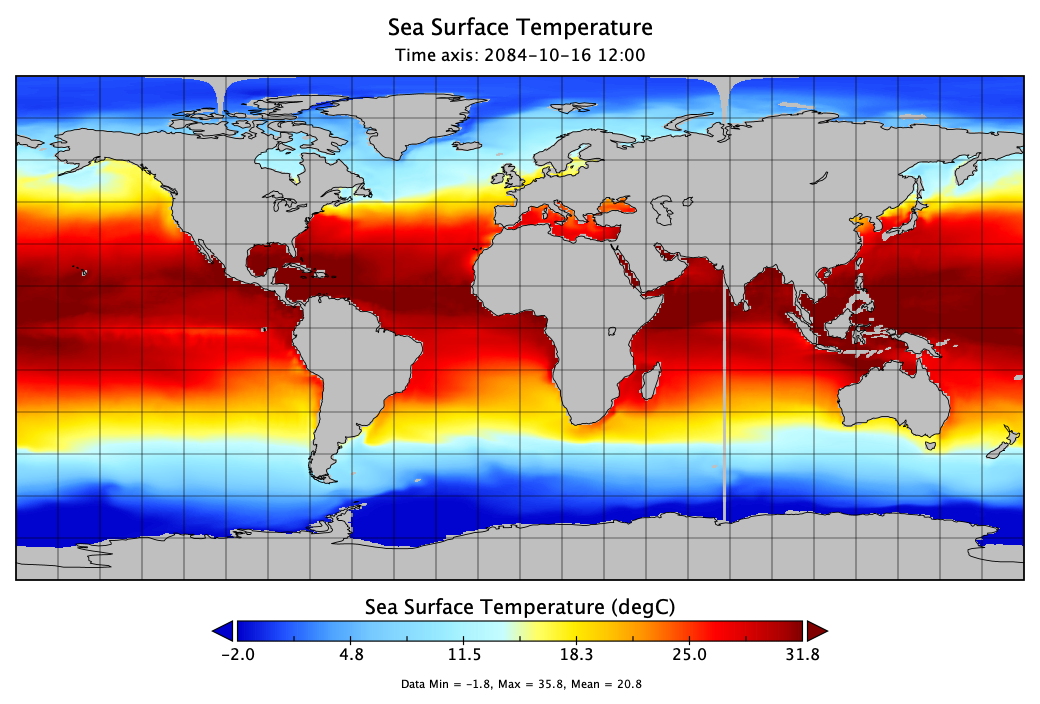 Sea Surface Temperature
Time axis: 2084-10-16 12:00
Sea Surface Temperature (degC)
-2.0 4.8 11.5 18.3 25.0 31.8
Data Min = -1.8, Max = 35.8, Mean = 20.8